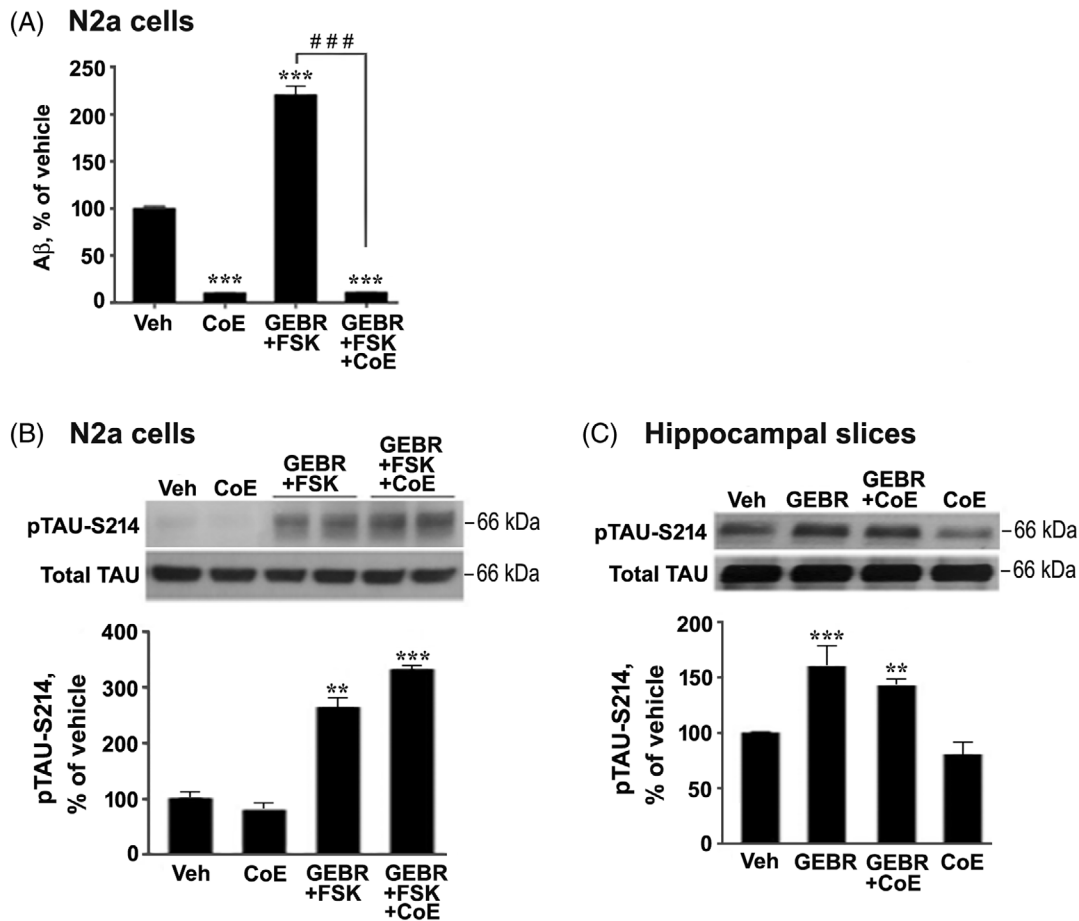 (A) N2a cells
###
250
200
150
100
50
0
Aβ, % of vehicle
***
***
***
Veh
CoE
GEBR
+FSK
GEBR
+FSK
+CoE
(B) N2a cells
Veh
CoE
GEBR
+FSK
GEBR
+FSK
+CoE
pTAU-S214
66 kDa
Total TAU
66 kDa
400
300
200
100
0
pTAU-S214,
% of vehicle
**
***
Veh
CoE
GEBR
+FSK
GEBR
+FSK
+CoE
(C) Hippocampal slices
Veh
GEBR
GEBR
+CoE
CoE
pTAU-S214
66 kDa
Total TAU
66 kDa
200
150
100
50
0
pTAU-S214,
% of vehicle
***
**
Veh
GEBR
GEBR
+CoE
CoE